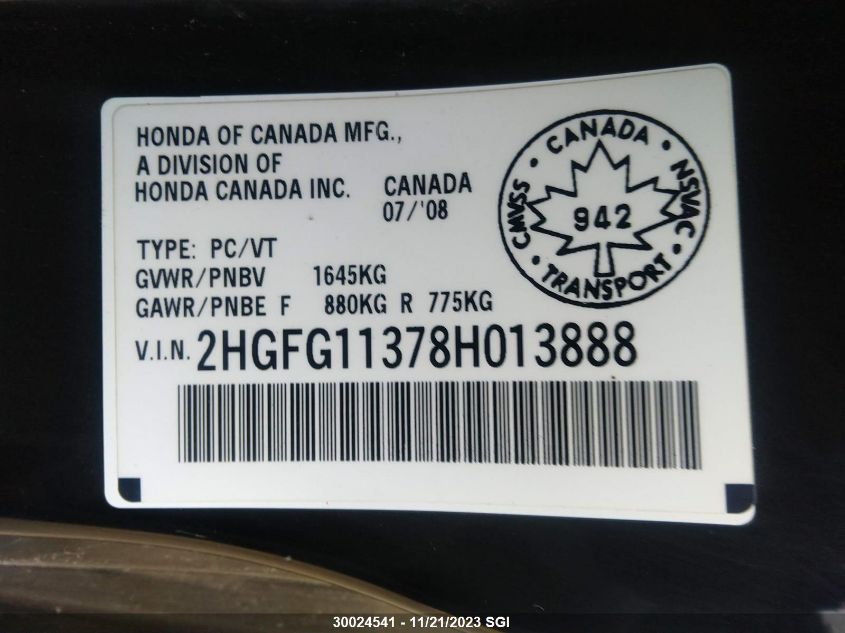 HONDA OF CANADA MFG.,
A DIVISION OF
HONDA CANADA INC. CANADA
07/'08
TYPE: PC/VT
GVWR/PNBV 1645KG
GAWR/PNBE F 880KG R 775KG
V.I.N. 2HGFG11378H013888
• CANADA •
CMVSS
NSVAC
942
• TRANSPORT •
30024541 - 11/21/2023 SGI